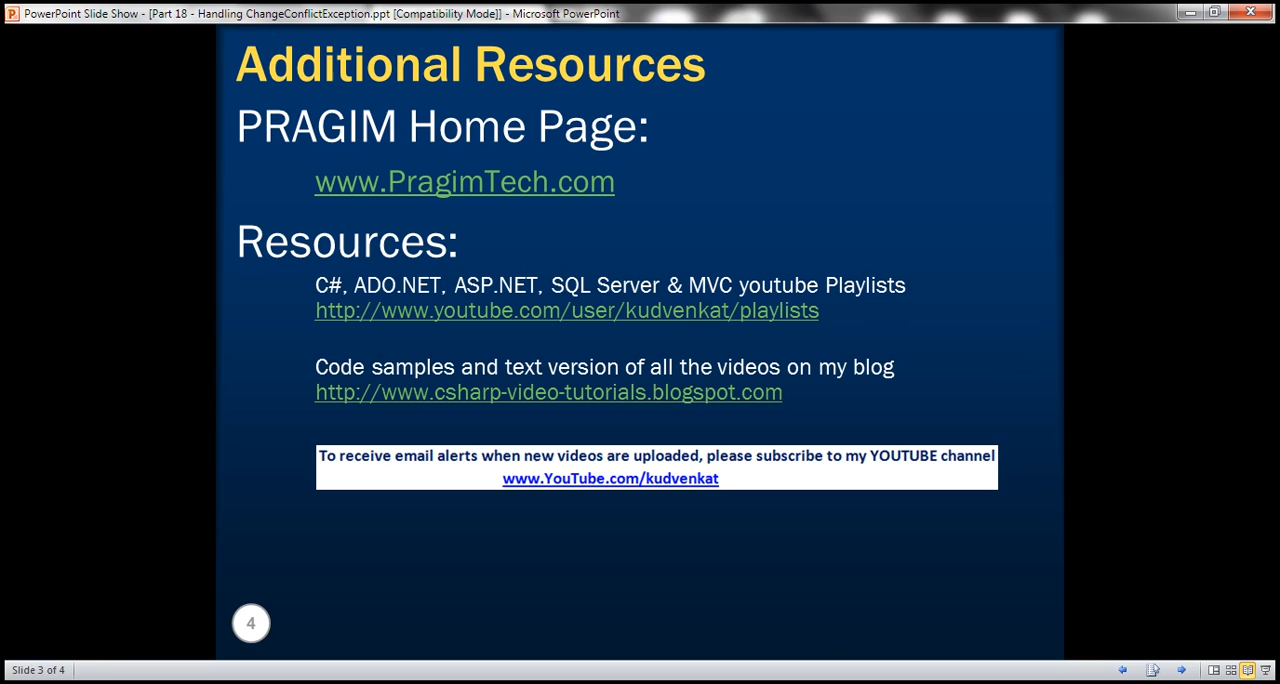 PowerPoint Slide Show - [Part 18 - Handling ChangeConflictException.ppt [Compatibility Mode]] - Microsoft PowerPoint
Additional Resources
PRAGIM Home Page:
www.PragimTech.com
Resources:
C#, ADO.NET, ASP.NET, SQL Server & MVC youtube Playlists
http://www.youtube.com/user/kudvenkat/playlists
Code samples and text version of all the videos on my blog
http://www.csharp-video-tutorials.blogspot.com
To receive email alerts when new videos are uploaded, please subscribe to my YOUTUBE channel
www.YouTube.com/kudvenkat
4
Slide 3 of 4